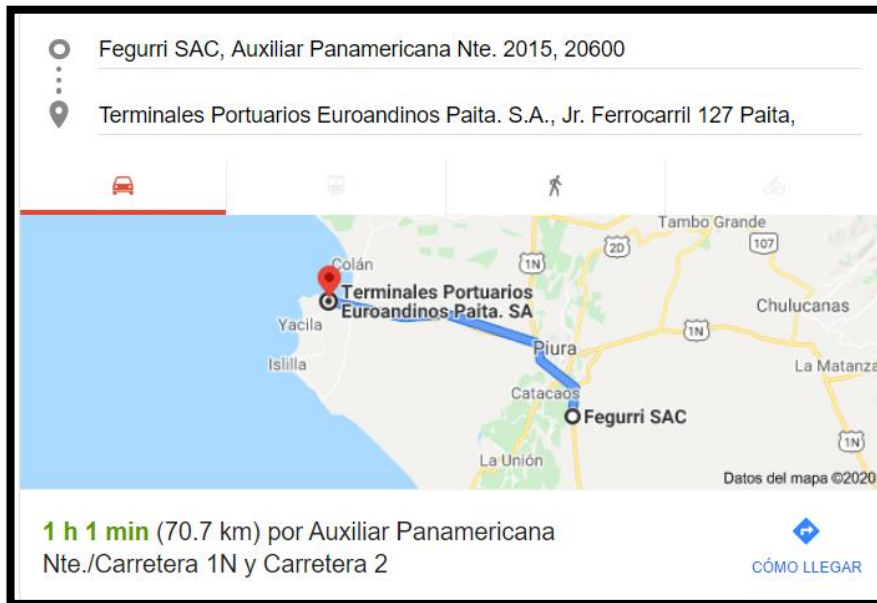 Fegurri SAC, Auxiliar Panamericana Nte. 2015, 20600
Terminales Portuarios Euroandinos Paita. S.A., Jr. Ferrocarril 127 Paita,
Tambo Grande
2D
107
1N
Colán
Terminales Portuarios
Euroandinos Paita. SA
Chulucanas
Yacila
1N
Piura
Islilla
La Matanza
Catacaos
Fegurri SAC
1N
La Unión
Datos del mapa ©2020
1 h 1 min (70.7 km) por Auxiliar Panamericana
Nte./Carretera 1N y Carretera 2
CÓMO LLEGAR